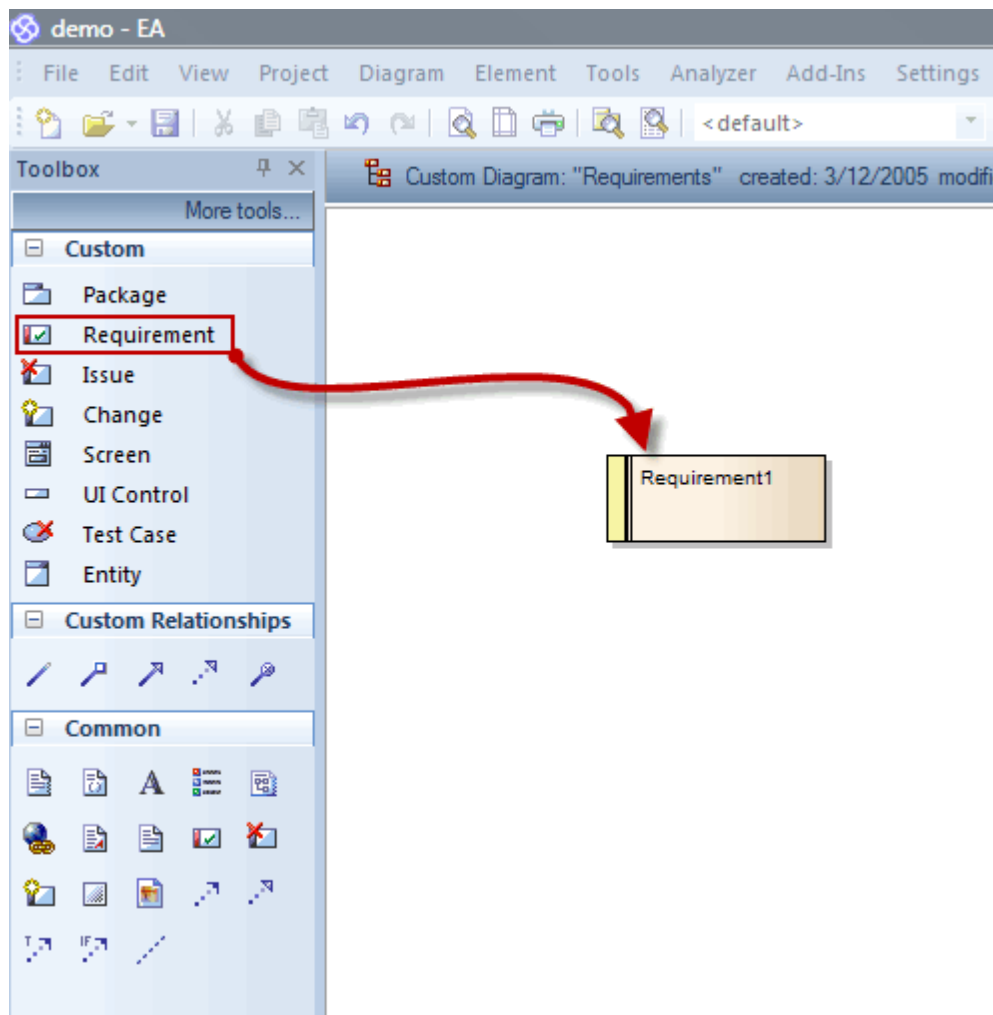 demo - EA
File Edit View Project Diagram Element Tools Analyzer Add-Ins Settings
<default>
Toolbox
Custom Diagram: "Requirements" created: 3/12/2005 modifi
More tools...
Custom
Package
Requirement
Issue
Change
Screen
UI Control
Test Case
Entity
Requirement1
Custom Relationships
Common
A
T
IF